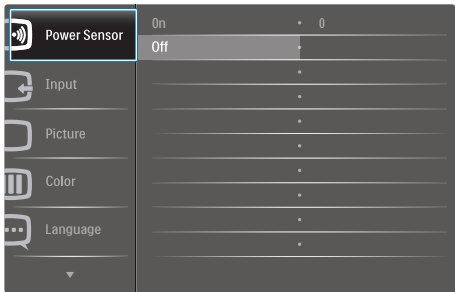 Power Sensor
On • 0
Off •
Input
Picture
Color
Language